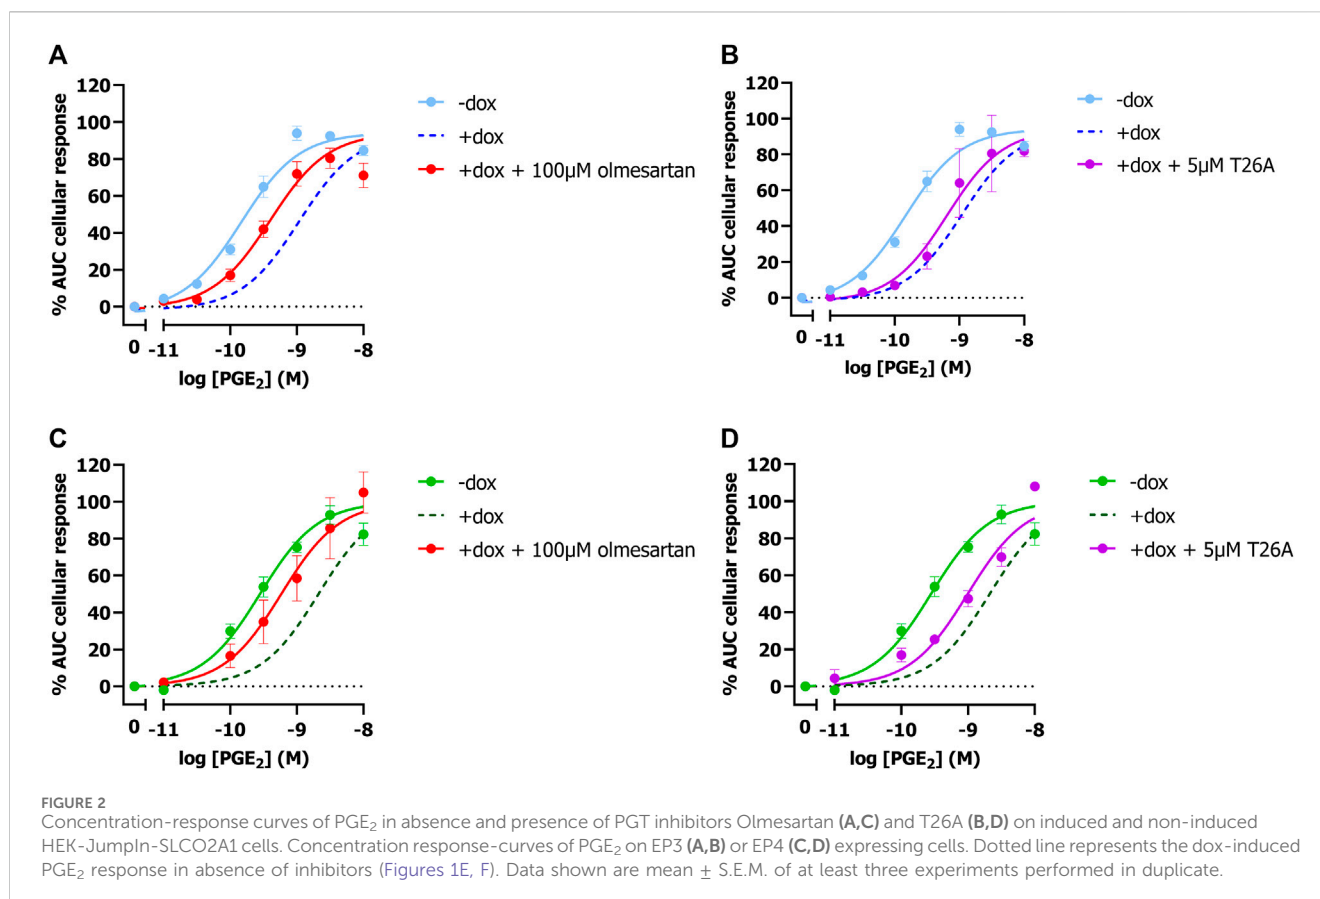 A
120
100
80
60
40
20
0
% AUC cellular response
0 -11 -10 -9 -8
log [PGE₂] (M)
-dox
+dox
+dox + 100µM olmesartan
B
120
100
80
60
40
20
0
% AUC cellular response
0 -11 -10 -9 -8
log [PGE₂] (M)
-dox
+dox
+dox + 5µM T26A
C
120
100
80
60
40
20
0
% AUC cellular response
0 -11 -10 -9 -8
log [PGE₂] (M)
-dox
+dox
+dox + 100µM olmesartan
D
120
100
80
60
40
20
0
% AUC cellular response
0 -11 -10 -9 -8
log [PGE₂] (M)
-dox
+dox
+dox + 5µM T26A
FIGURE 2
Concentration-response curves of PGE₂ in absence and presence of PGT inhibitors Olmesartan (A,C) and T26A (B,D) on induced and non-induced
HEK-JumpIn-SLCO2A1 cells. Concentration response-curves of PGE₂ on EP3 (A,B) or EP4 (C,D) expressing cells. Dotted line represents the dox-induced
PGE₂ response in absence of inhibitors (Figures 1E, F). Data shown are mean ± S.E.M. of at least three experiments performed in duplicate.